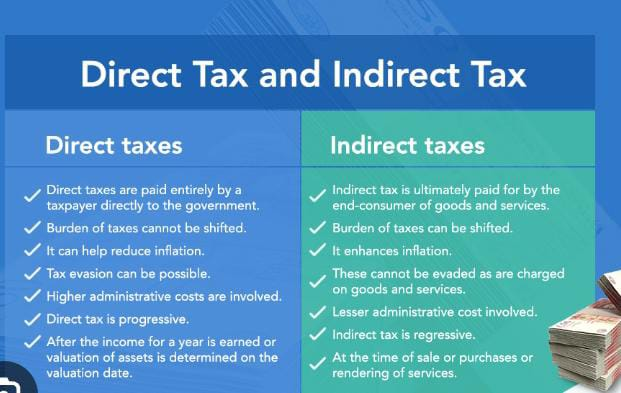 Direct Tax and Indirect Tax
Direct taxes
Direct taxes are paid entirely by a
taxpayer directly to the government.
Burden of taxes cannot be shifted.
It can help reduce inflation.
Tax evasion can be possible.
Higher administrative costs are involved.
Direct tax is progressive.
After the income for a year is earned or
valuation of assets is determined on the
valuation date.
Indirect taxes
Indirect tax is ultimately paid for by the
end-consumer of goods and services.
Burden of taxes can be shifted.
It enhances inflation.
These cannot be evaded as are charged
on goods and services.
Lesser administrative cost involved.
Indirect tax is regressive.
At the time of sale or purchases or
rendering of services.